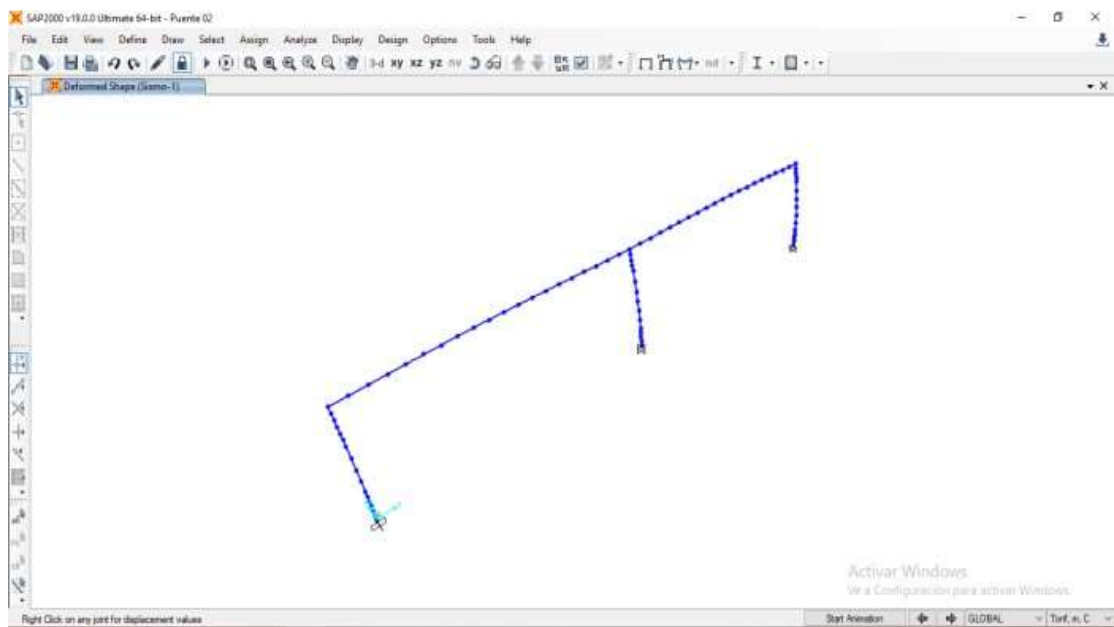 SAP2000 v19.0.0 Ultimate 64-bit - Puente 02
File Edit View Define Draw Select Assign Analyze Display Design Options Tools Help
3-d xy xz yz nv nd
Deformed Shape (Sismo-1)
Activar Windows
Ve a Configuración para activar Windows.
Right Click on any joint for displacement values Start Animation GLOBAL Tonf, m, C